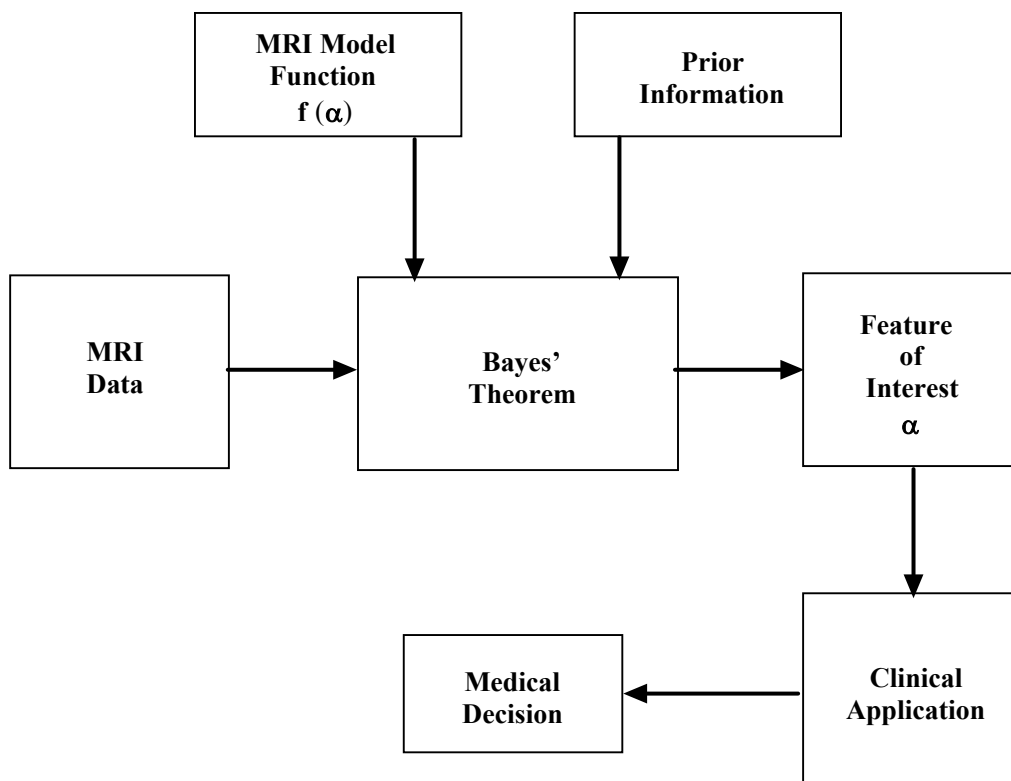 MRI Model
Function
f (α)
Prior
Information
MRI
Data
Bayes’
Theorem
Feature
of
Interest
α
Medical
Decision
Clinical
Application